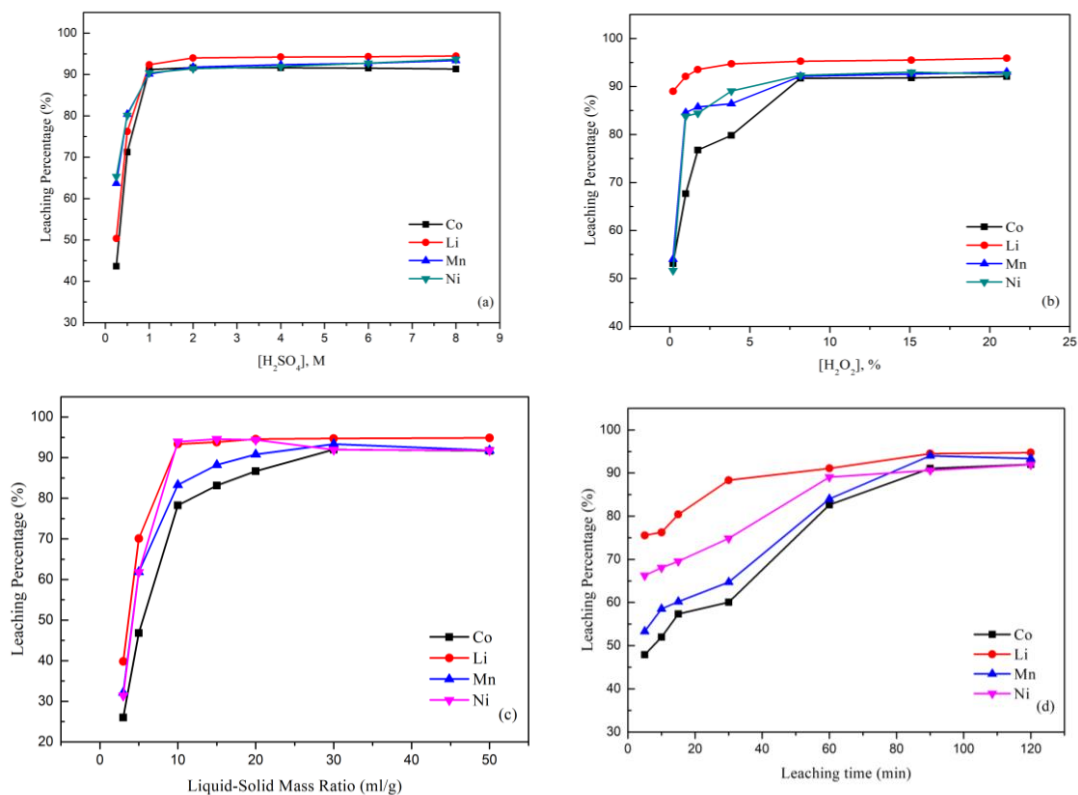 (a)
100
90
80
70
60
50
40
30
Leaching Percentage (%)
Co
Li
Mn
Ni
0 1 2 3 4 5 6 7 8 9
[H₂SO₄], M
(b)
100
90
80
70
60
50
40
Leaching Percentage (%)
Co
Li
Mn
Ni
0 5 10 15 20 25
[H₂O₂], %
(c)
100
90
80
70
60
50
40
30
20
Leaching Percentage (%)
Co
Li
Mn
Ni
0 10 20 30 40 50
Liquid-Solid Mass Ratio (ml/g)
(d)
100
90
80
70
60
50
40
30
Leaching Percentage (%)
Co
Li
Mn
Ni
0 20 40 60 80 100 120
Leaching time (min)